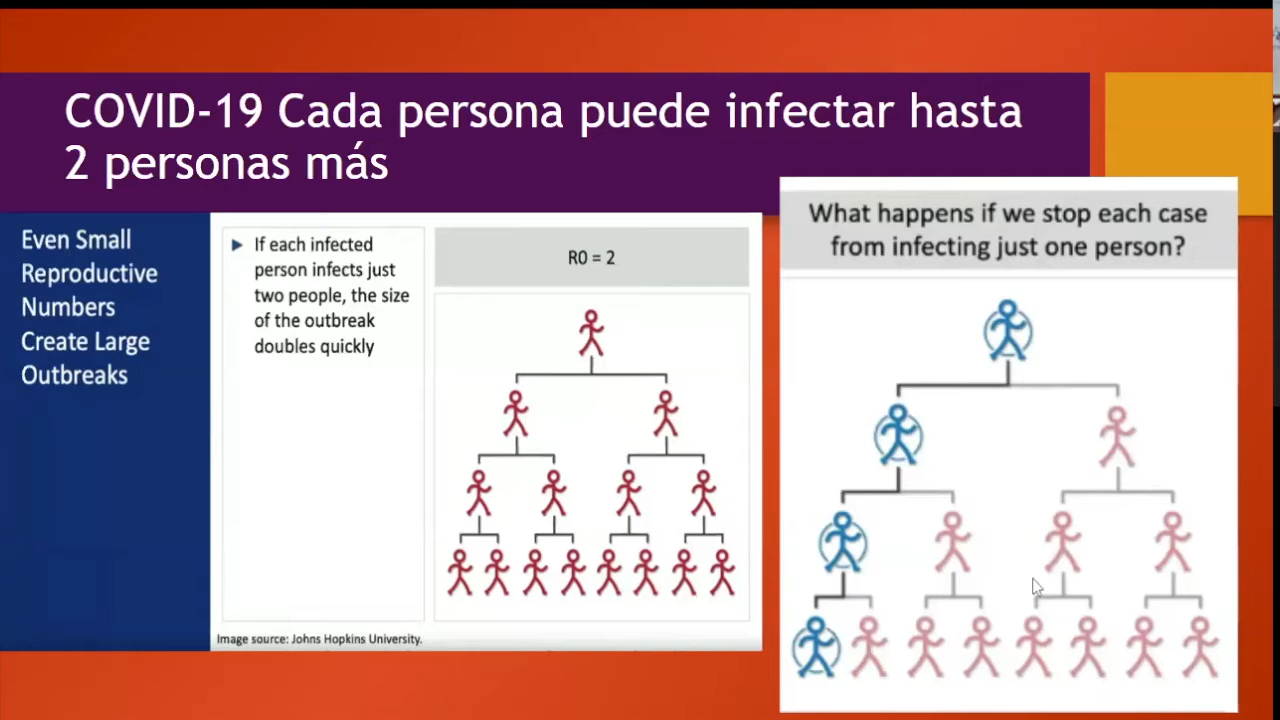 COVID-19 Cada persona puede infectar hasta
2 personas más
Even Small
Reproductive
Numbers
Create Large
Outbreaks
If each infected
person infects just
two people, the size
of the outbreak
doubles quickly
R0 = 2
Image source: Johns Hopkins University.
What happens if we stop each case
from infecting just one person?